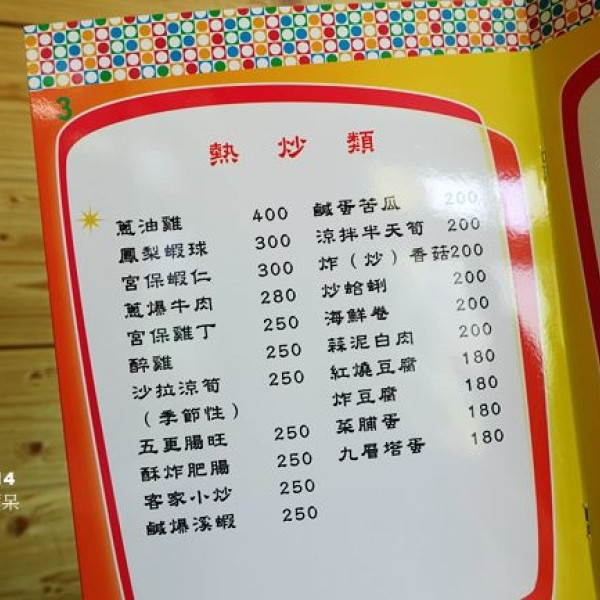 3
熱炒類
蔥油雞 400
鳳梨蝦球 300
宮保蝦仁 300
蔥爆牛肉 280
宮保雞丁 250
醉雞 250
沙拉涼筍 250
（季節性）
五更腸旺 250
酥炸肥腸 250
客家小炒 250
鹹爆溪蝦 250
鹹蛋苦瓜 200
涼拌半天筍 200
炸（炒）香菇200
炒蛤蜊 200
海鮮卷 200
蒜泥白肉 200
紅燒豆腐 180
炸豆腐 180
菜脯蛋 180
九層塔蛋 180
14
呆